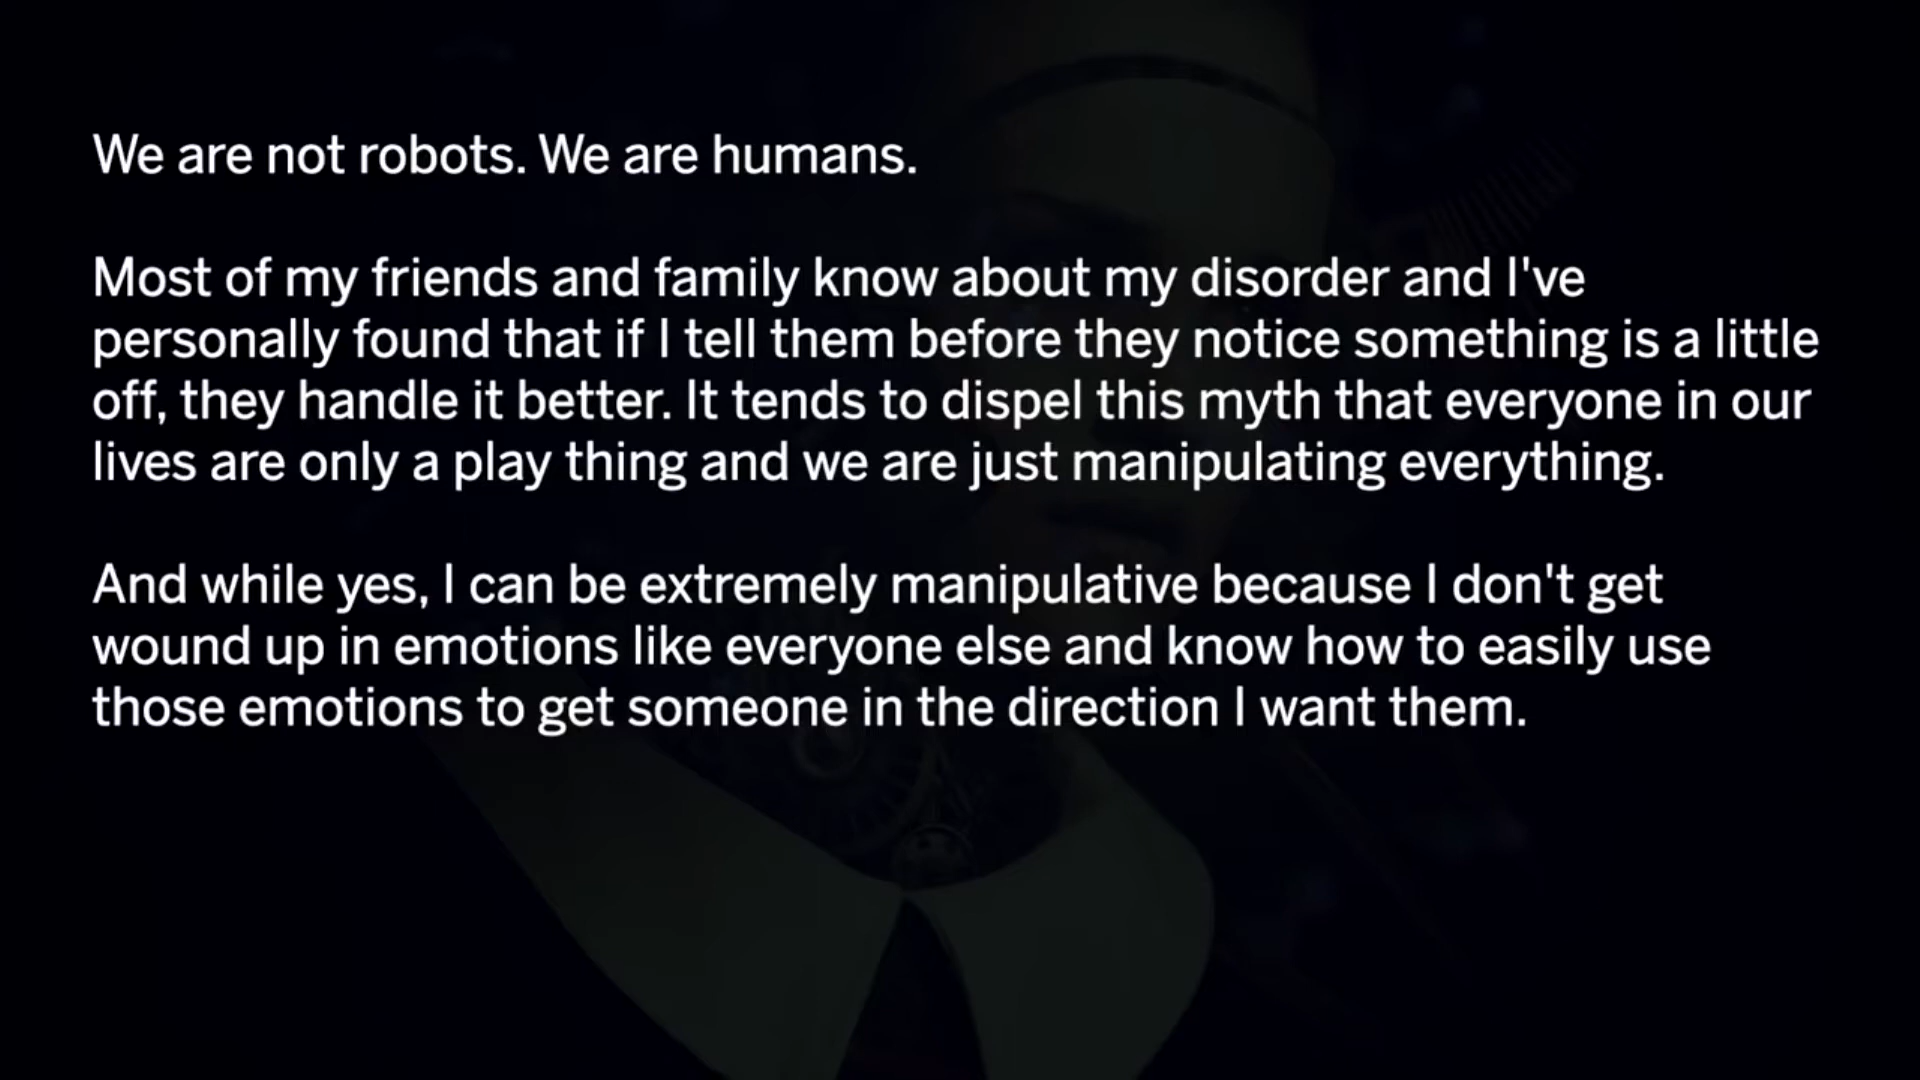 We are not robots. We are humans.
Most of my friends and family know about my disorder and I've
personally found that if I tell them before they notice something is a little
off, they handle it better. It tends to dispel this myth that everyone in our
lives are only a play thing and we are just manipulating everything.
And while yes, I can be extremely manipulative because I don't get
wound up in emotions like everyone else and know how to easily use
those emotions to get someone in the direction I want them.